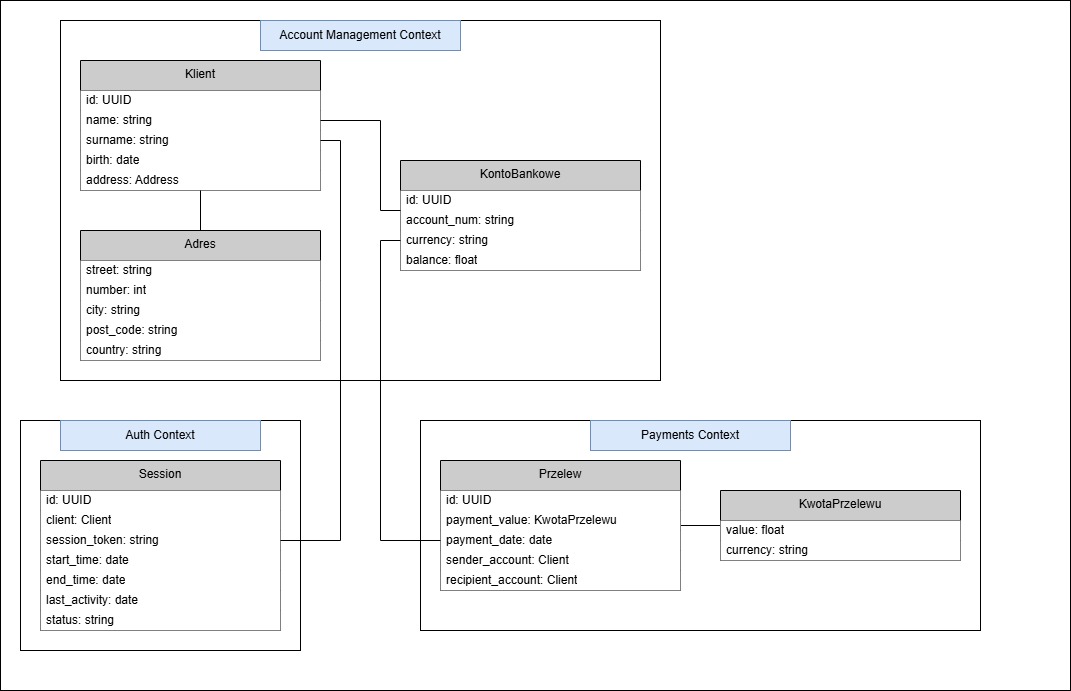 Account Management Context
Klient
id: UUID
name: string
surname: string
birth: date
address: Address
Adres
street: string
number: int
city: string
post_code: string
country: string
KontoBankowe
id: UUID
account_num: string
currency: string
balance: float
Auth Context
Session
id: UUID
client: Client
session_token: string
start_time: date
end_time: date
last_activity: date
status: string
Payments Context
Przelew
id: UUID
payment_value: KwotaPrzelewu
payment_date: date
sender_account: Client
recipient_account: Client
KwotaPrzelewu
value: float
currency: string